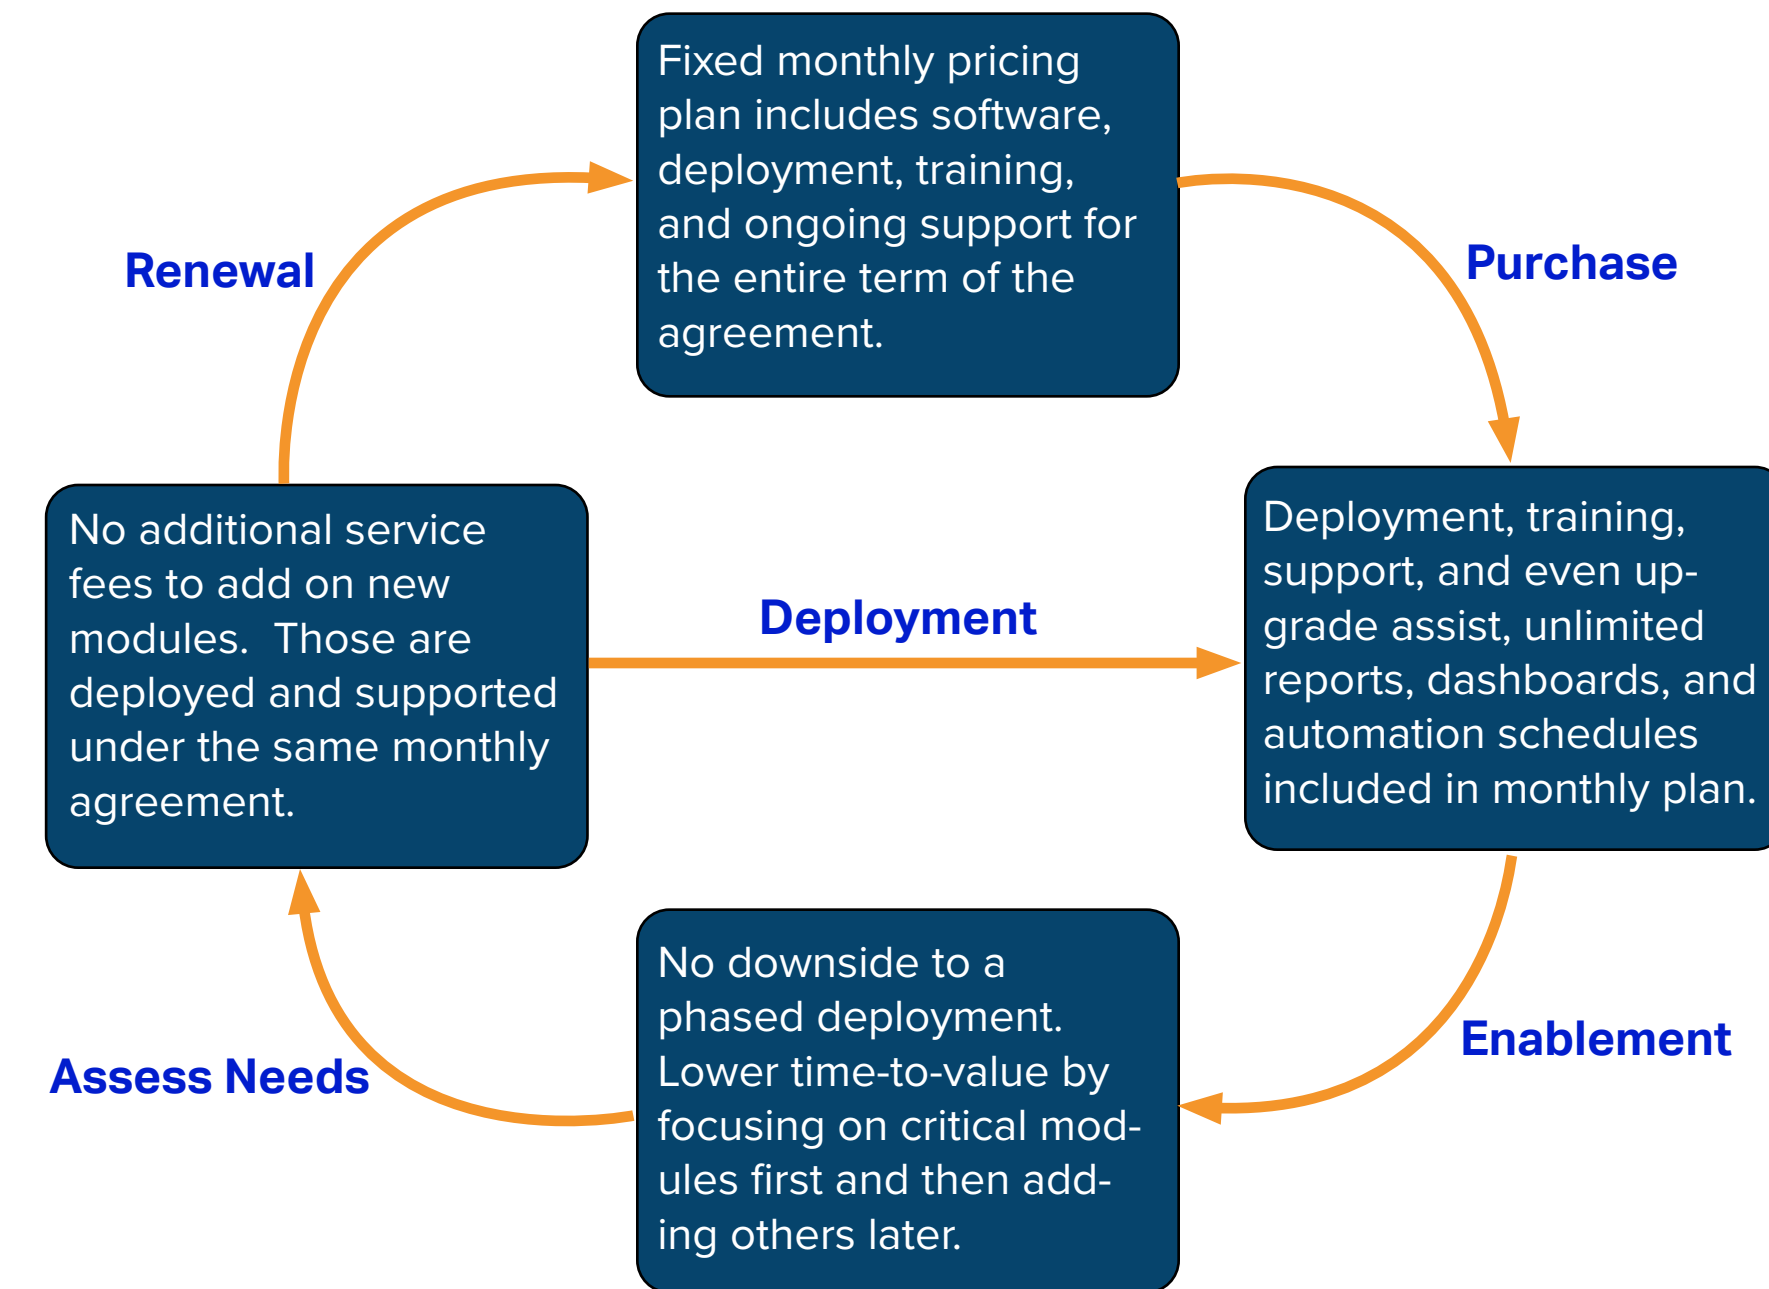 Fixed monthly pricing
plan includes software,
deployment, training,
and ongoing support for
the entire term of the
agreement.
Renewal
Purchase
No additional service
fees to add on new
modules.  Those are
deployed and supported
under the same monthly
agreement.
Deployment
Deployment, training,
support, and even up-
grade assist, unlimited
reports, dashboards, and
automation schedules
included in monthly plan.
No downside to a
phased deployment.
Lower time-to-value by
focusing on critical mod-
ules first and then add-
ing others later.
Assess Needs
Enablement